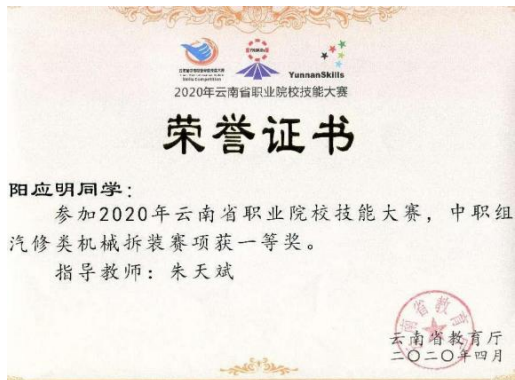 YunnanSkills
2020年云南省职业院校技能大赛
荣誉证书
阳应明同学：
参加2020年云南省职业院校技能大赛，中职组
汽修类机械拆装赛项获一等奖。
指导教师：朱天斌
云南省教育厅
二〇二〇年四月